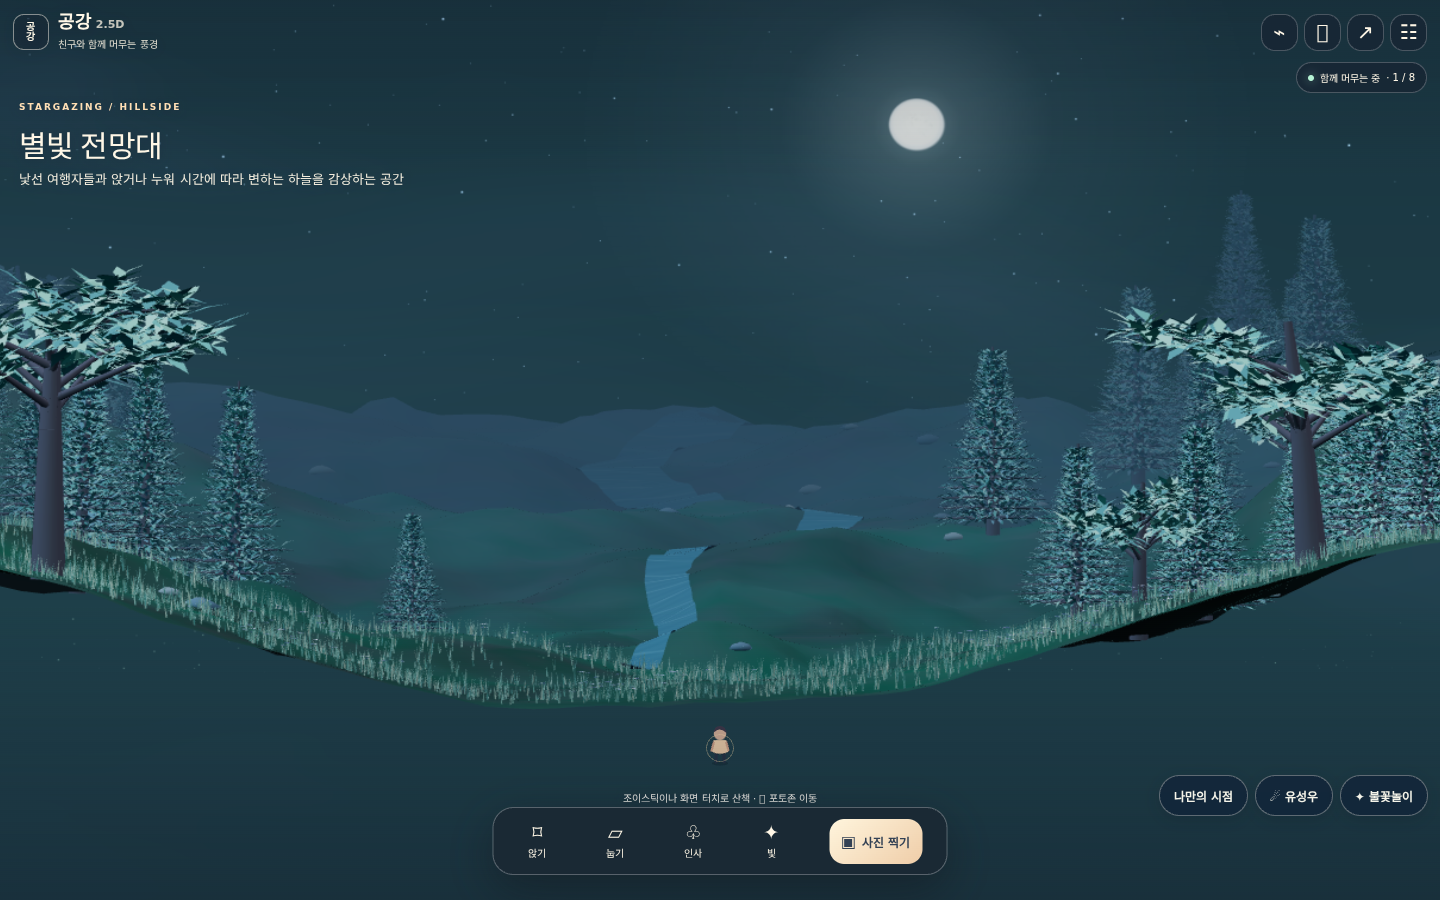 공강
공강 2.5D
친구와 함께 머무는 풍경
함께 머무는 중 · 1 / 8
STARGAZING / HILLSIDE
별빛 전망대
낯선 여행자들과 앉거나 누워 시간에 따라 변하는 하늘을 감상하는 공간
나만의 시점
유성우
불꽃놀이
조이스틱이나 화면 터치로 산책 · 포토존 이동
앉기
눕기
인사
빛
사진 찍기